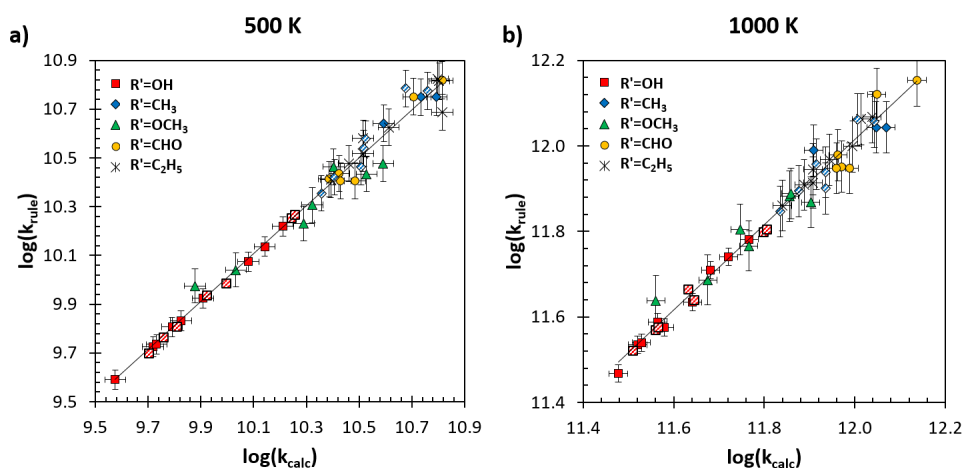 500 K
1000 K
a)
b)
log(k_rule)
10.9
10.7
10.5
10.3
10.1
9.9
9.7
9.5
R'=OH
R'=CH₃
R'=OCH₃
R'=CHO
R'=C₂H₅
9.5 9.7 9.9 10.1 10.3 10.5 10.7 10.9
log(k_calc)
log(k_rule)
12.2
12.0
11.8
11.6
11.4
R'=OH
R'=CH₃
R'=OCH₃
R'=CHO
R'=C₂H₅
11.4 11.6 11.8 12.0 12.2
log(k_calc)